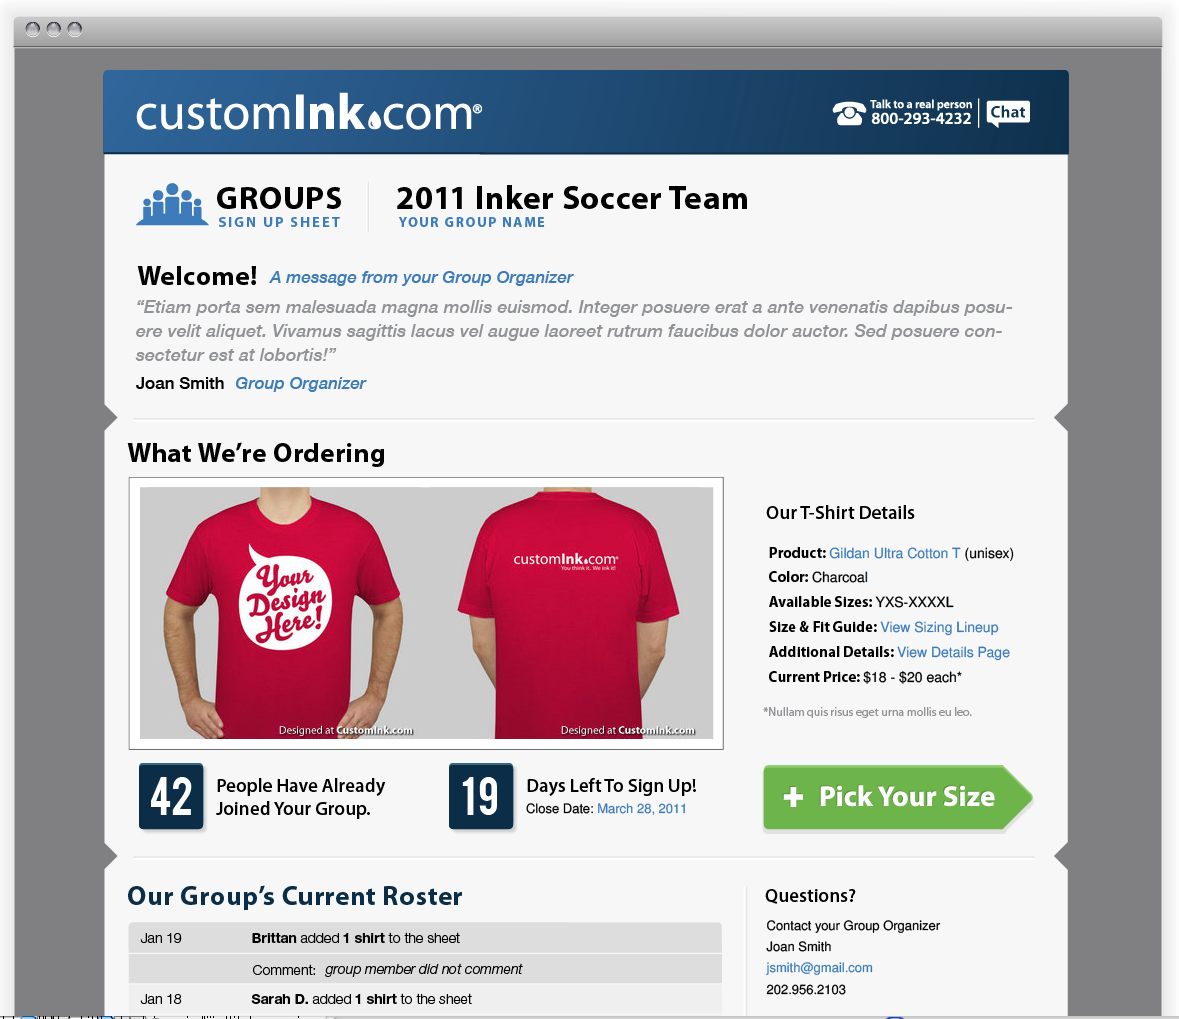 customInk.com®
Talk to a real person
800-293-4232
Chat
GROUPS
SIGN UP SHEET
2011 Inker Soccer Team
YOUR GROUP NAME
Welcome! A message from your Group Organizer
“Etiam porta sem malesuada magna mollis euismod. Integer posuere erat a ante venenatis dapibus posu-
ere velit aliquet. Vivamus sagittis lacus vel augue laoreet rutrum faucibus dolor auctor. Sed posuere con-
sectetur est at lobortis!”
Joan Smith Group Organizer
What We’re Ordering
Your
Design
Here!
Designed at CustomInk.com
customInk.com®
You think it. We ink it!
Designed at CustomInk.com
Our T-Shirt Details
Product: Gildan Ultra Cotton T (unisex)
Color: Charcoal
Available Sizes: YXS-XXXXL
Size & Fit Guide: View Sizing Lineup
Additional Details: View Details Page
Current Price: $18 - $20 each*
*Nullam quis risus eget urna mollis eu leo.
42
People Have Already
Joined Your Group.
19
Days Left To Sign Up!
Close Date: March 28, 2011
+ Pick Your Size
Our Group’s Current Roster
Jan 19 Brittan added 1 shirt to the sheet
Comment: group member did not comment
Jan 18 Sarah D. added 1 shirt to the sheet
Questions?
Contact your Group Organizer
Joan Smith
jsmith@gmail.com
202.956.2103